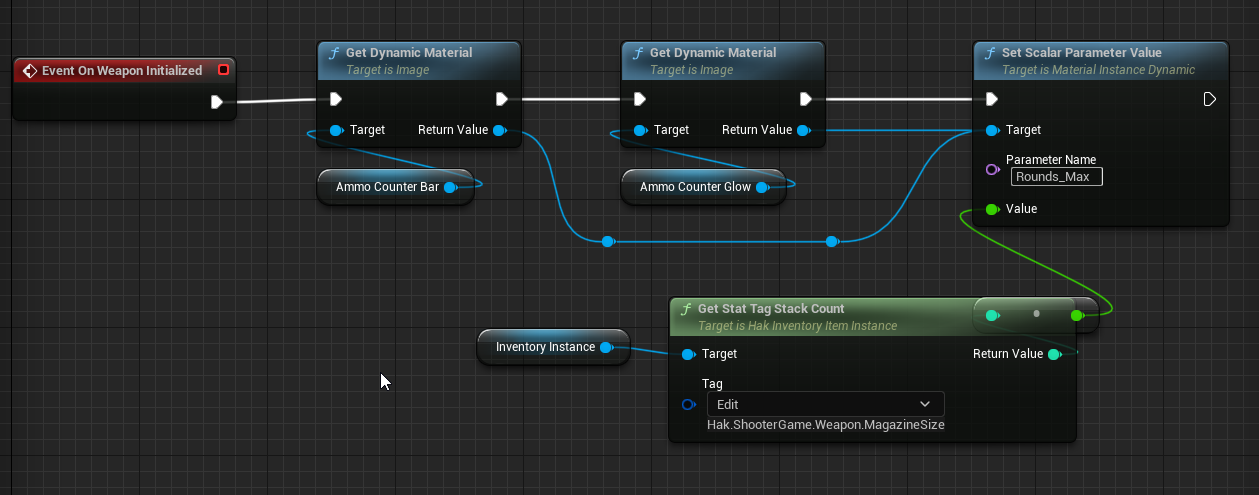 Event On Weapon Initialized
Get Dynamic Material
Target is Image
Target
Return Value
Ammo Counter Bar
Get Dynamic Material
Target is Image
Target
Return Value
Ammo Counter Glow
Set Scalar Parameter Value
Target is Material Instance Dynamic
Target
Parameter Name
Rounds_Max
Value
Inventory Instance
Get Stat Tag Stack Count
Target is Hak Inventory Item Instance
Target
Return Value
Tag
Edit
Hak.ShooterGame.Weapon.MagazineSize